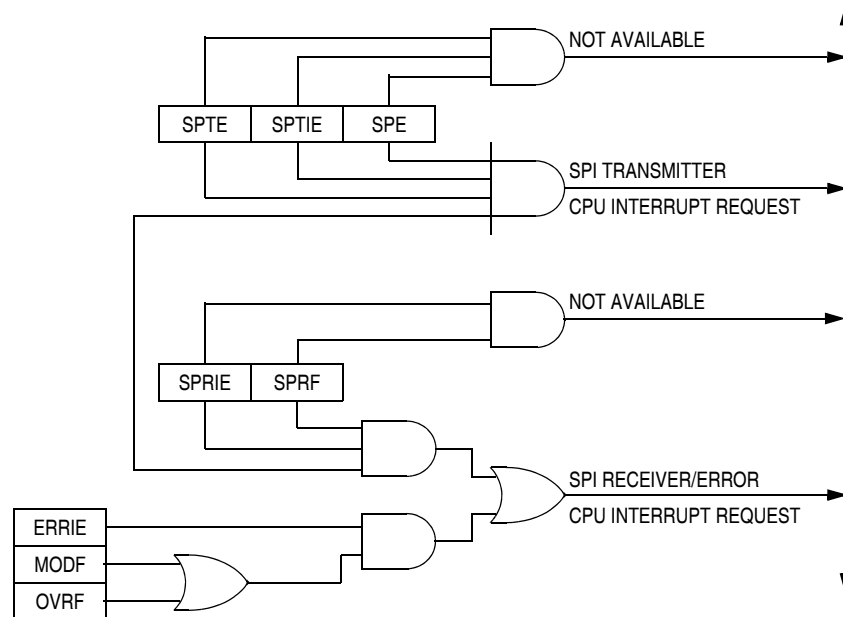 NOT AVAILABLE
SPTE SPTIE SPE
SPI TRANSMITTER
CPU INTERRUPT REQUEST
NOT AVAILABLE
SPRIE SPRF
SPI RECEIVER/ERROR
CPU INTERRUPT REQUEST
ERRIE
MODF
OVRF